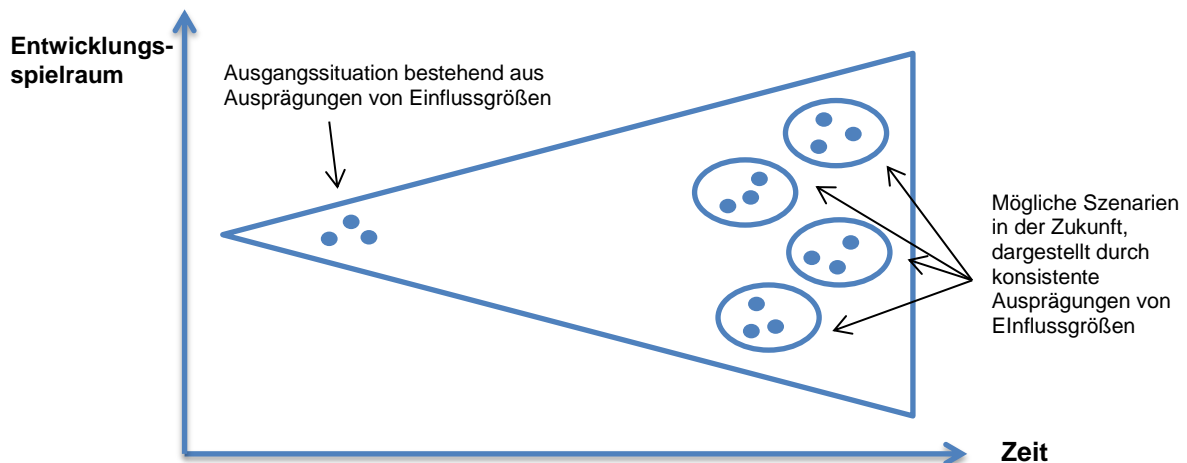 Entwicklungs-
spielraum
Ausgangssituation bestehend aus
Ausprägungen von Einflussgrößen
Mögliche Szenarien
in der Zukunft,
dargestellt durch
konsistente
Ausprägungen von
EInflussgrößen
Zeit